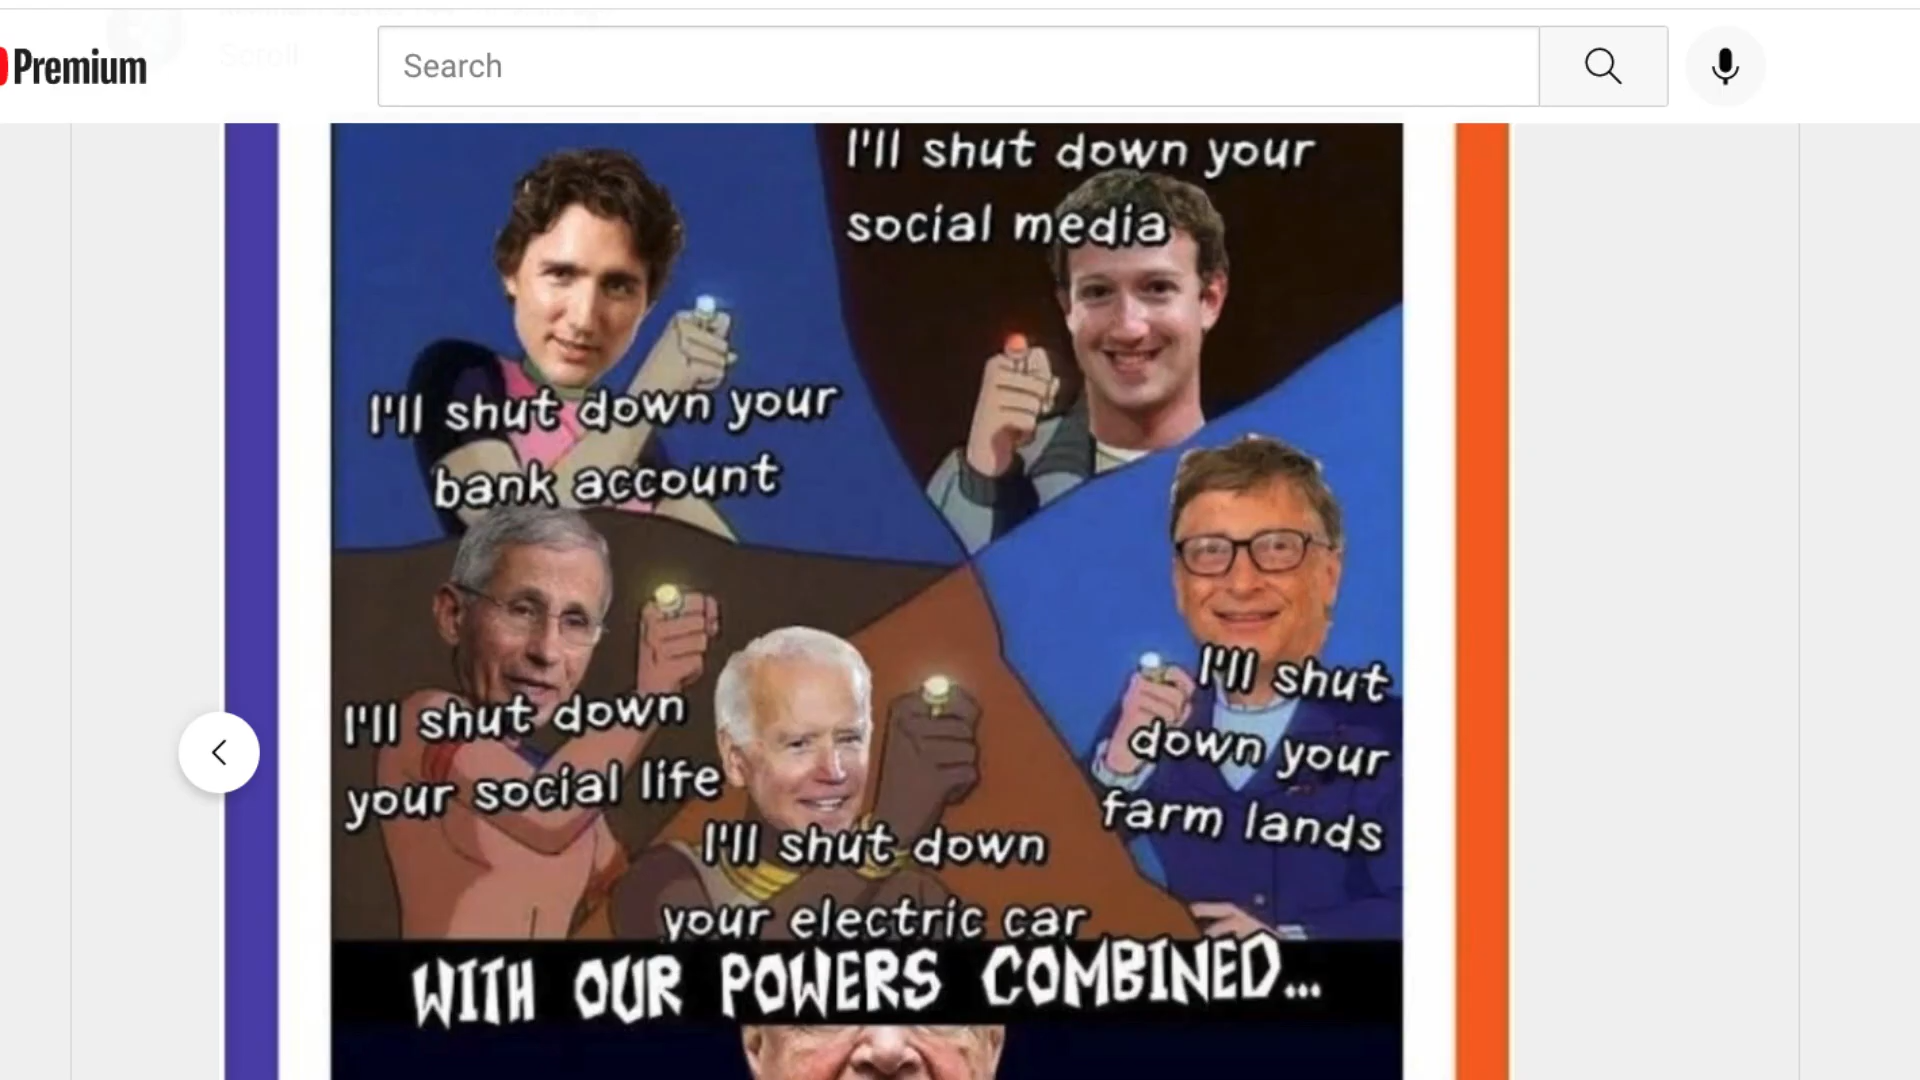 Premium
Search
Scroll
I'll shut down your
social media
I'll shut down your
bank account
I'll shut
down your
farm lands
I'll shut down
your social life
I'll shut down
your electric car
WITH OUR POWERS COMBINED...